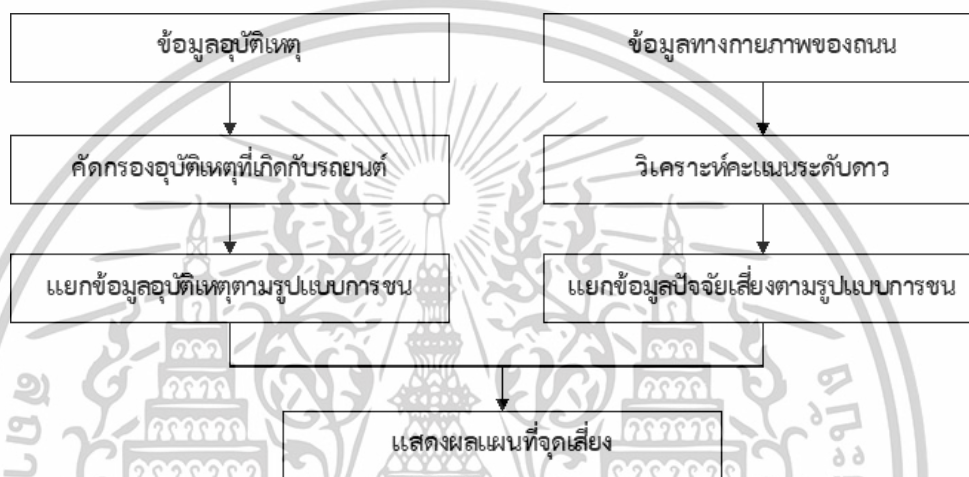 ข้อมูลอุบัติเหตุ
ข้อมูลทางกายภาพของถนน
คัดกรองอุบัติเหตุที่เกิดกับรถยนต์
วิเคราะห์คะแนนระดับดาว
แยกข้อมูลอุบัติเหตุตามรูปแบบการชน
แยกข้อมูลปัจจัยเสี่ยงตามรูปแบบการชน
แสดงผลแผนที่จุดเสี่ยง